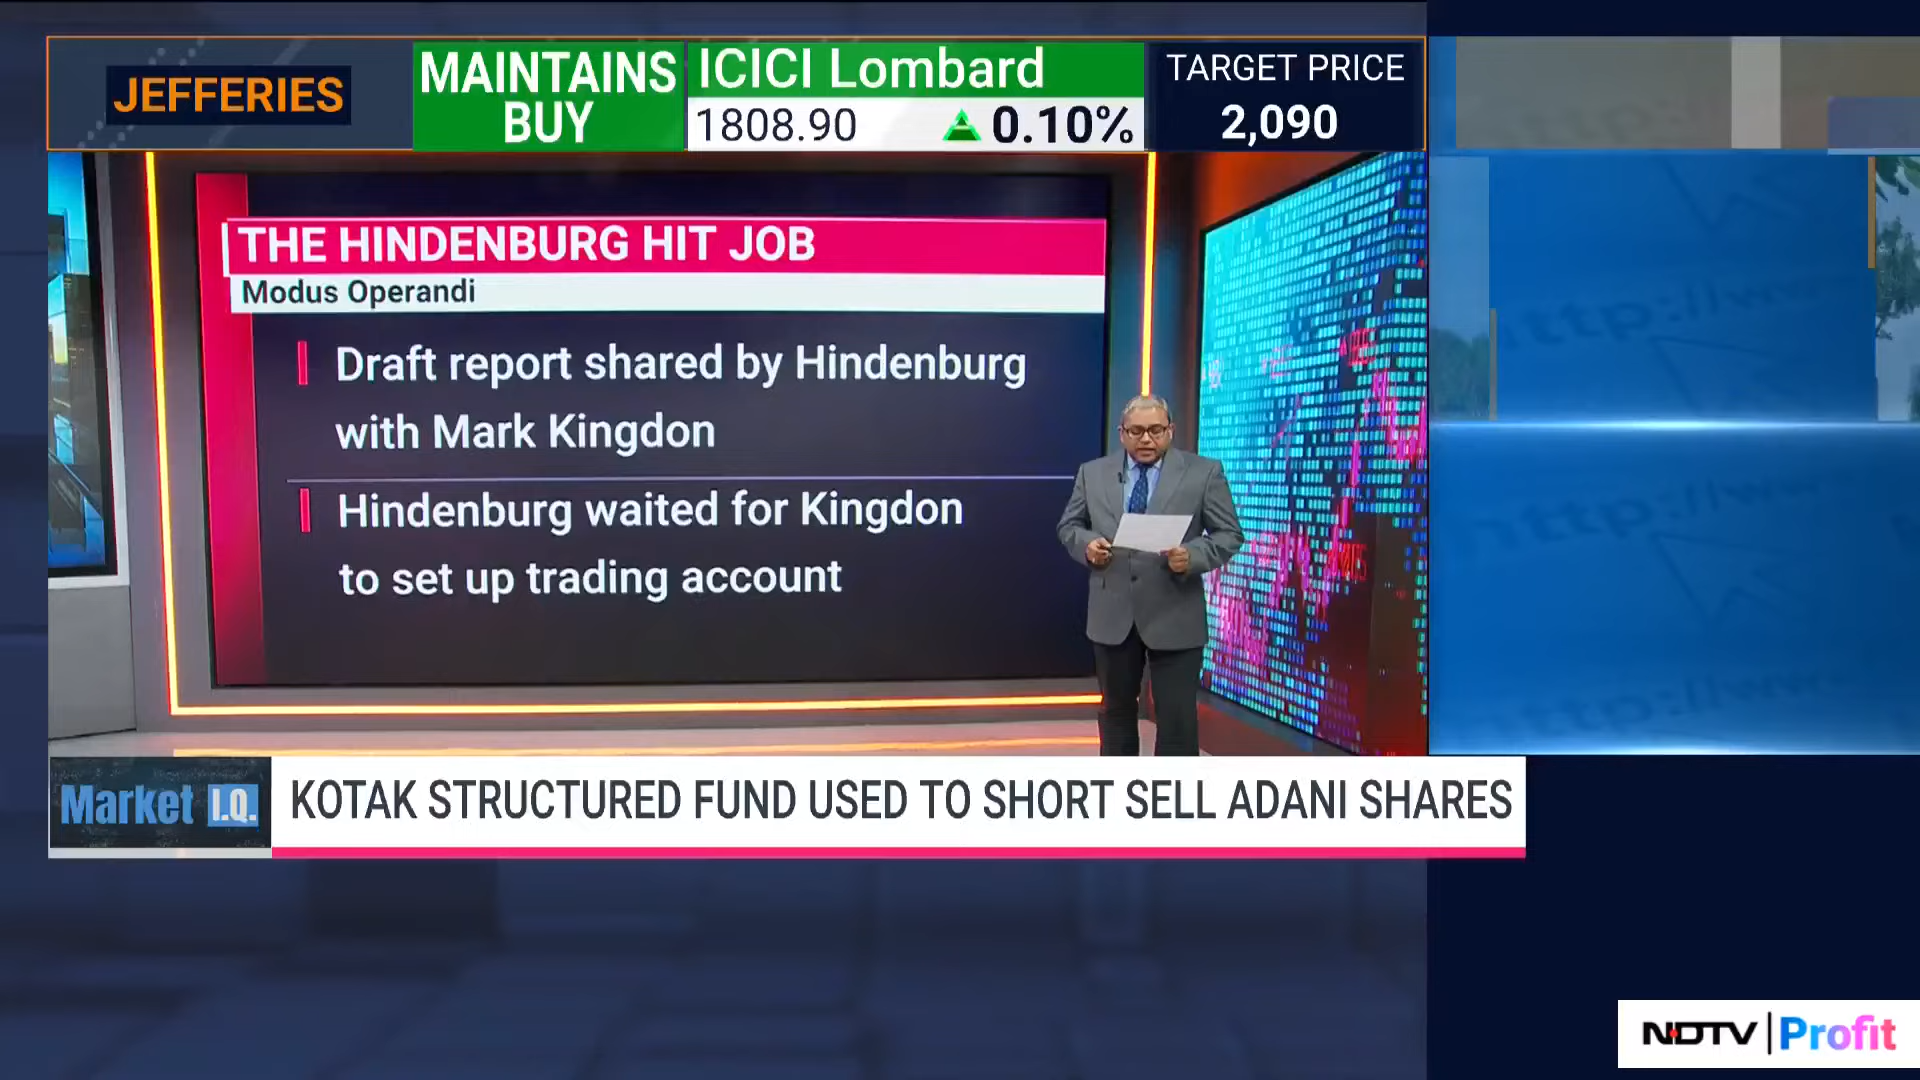 JEFFERIES
MAINTAINS
BUY
ICICI Lombard
1808.90 0.10%
TARGET PRICE
2,090
THE HINDENBURG HIT JOB
Modus Operandi
Draft report shared by Hindenburg
with Mark Kingdon
Hindenburg waited for Kingdon
to set up trading account
Market I.Q.
KOTAK STRUCTURED FUND USED TO SHORT SELL ADANI SHARES
NDTV Profit